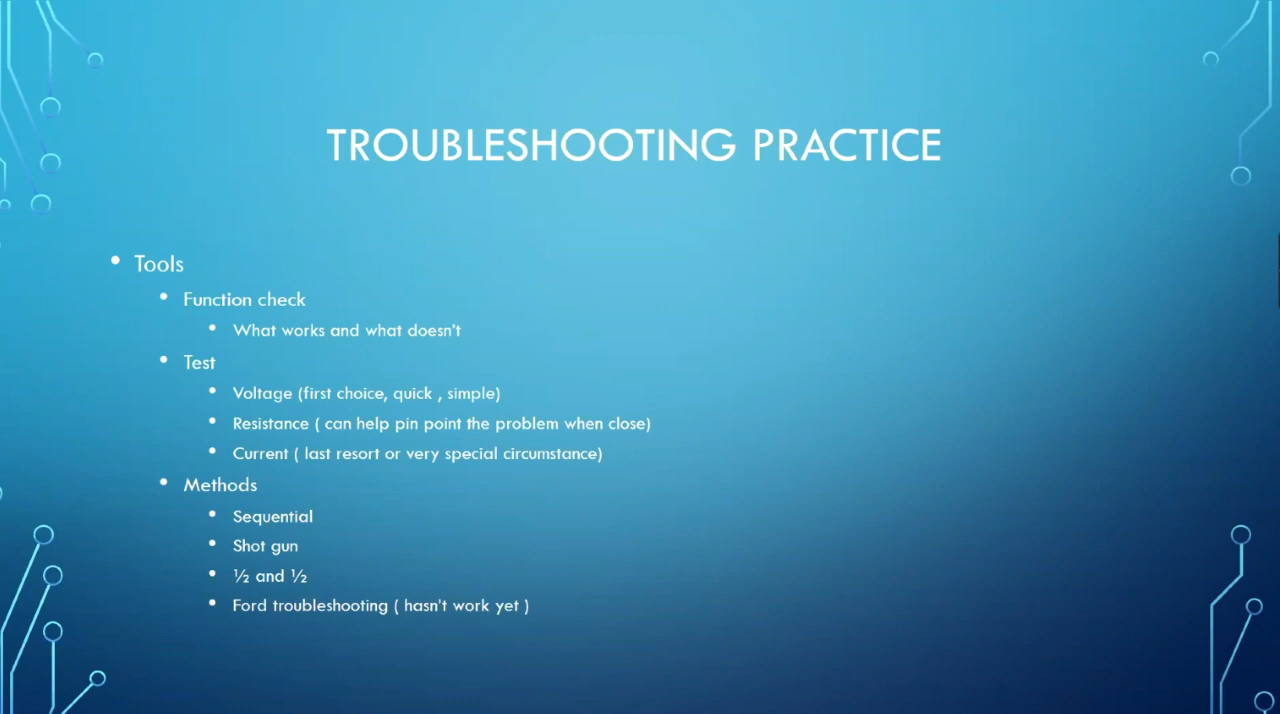 TROUBLESHOOTING PRACTICE
• Tools
• Function check
• What works and what doesn't
• Test
• Voltage (first choice, quick , simple)
• Resistance ( can help pin point the problem when close)
• Current ( last resort or very special circumstance)
• Methods
• Sequential
• Shot gun
• ½ and ½
• Ford troubleshooting ( hasn't work yet )